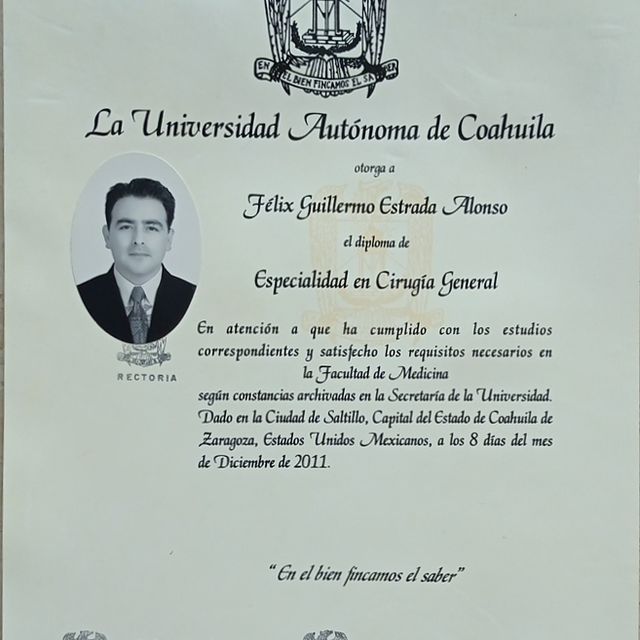 EN EL BIEN FINCAMOS EL SABER
La Universidad Autónoma de Coahuila
otorga a
Félix Guillermo Estrada Alonso
el diploma de
Especialidad en Cirugía General
En atención a que ha cumplido con los estudios
correspondientes y satisfecho los requisitos necesarios en
la Facultad de Medicina
según constancias archivadas en la Secretaría de la Universidad.
Dado en la Ciudad de Saltillo, Capital del Estado de Coahuila de
Zaragoza, Estados Unidos Mexicanos, a los 8 días del mes
de Diciembre de 2011.
RECTORIA
“En el bien fincamos el saber”